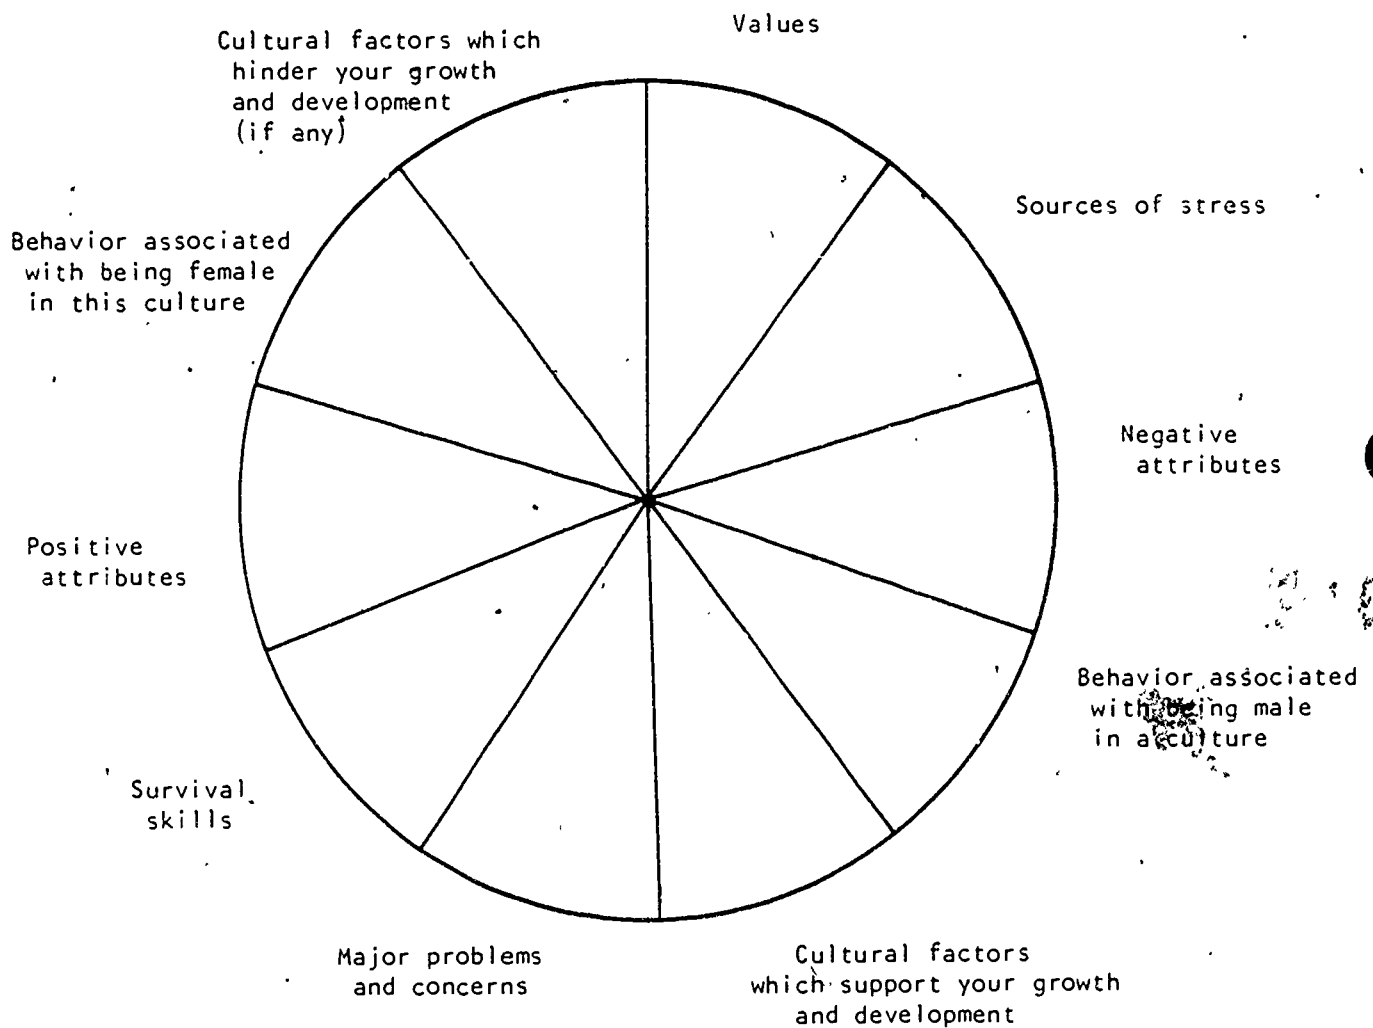 Values
Cultural factors which
hinder your growth
and development
(if any)
Sources of stress
Behavior associated
with being female
in this culture
Negative
attributes
Positive
attributes
Behavior associated
with being male
in a culture
Survival
skills
Major problems
and concerns
Cultural factors
which support your growth
and development